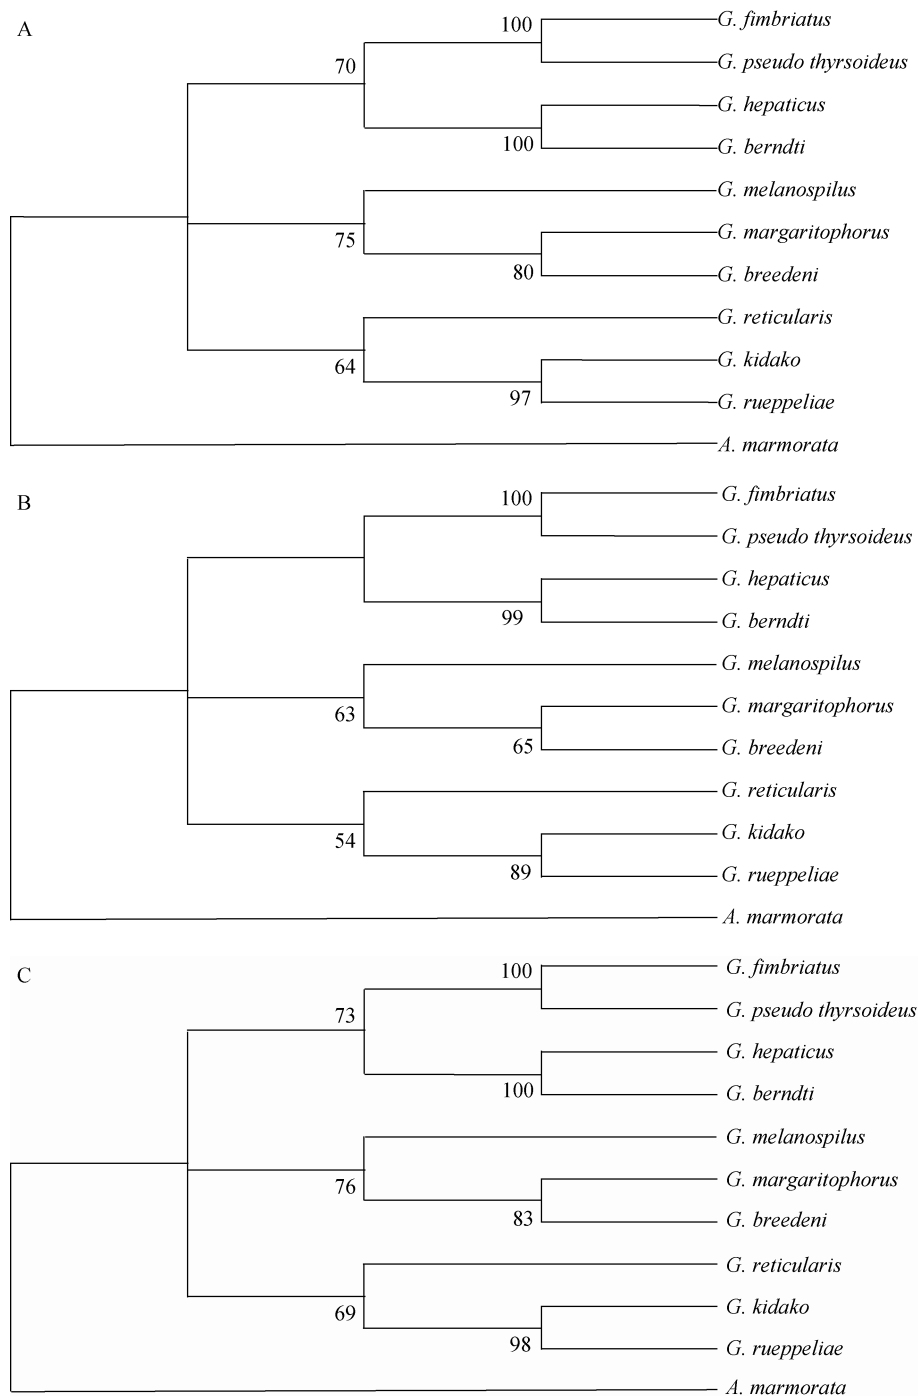 A
100
G. fimbriatus
70
G. pseudo thyrsoideus
G. hepaticus
100
G. berndti
G. melanospilus
75
G. margaritophorus
80
G. breedeni
G. reticularis
64
G. kidako
97
G. rueppeliae
A. marmorata
B
100
G. fimbriatus
G. pseudo thyrsoideus
G. hepaticus
99
G. berndti
G. melanospilus
63
G. margaritophorus
65
G. breedeni
G. reticularis
54
G. kidako
89
G. rueppeliae
A. marmorata
C
100
G. fimbriatus
73
G. pseudo thyrsoideus
G. hepaticus
100
G. berndti
G. melanospilus
76
G. margaritophorus
83
G. breedeni
G. reticularis
69
G. kidako
98
G. rueppeliae
A. marmorata